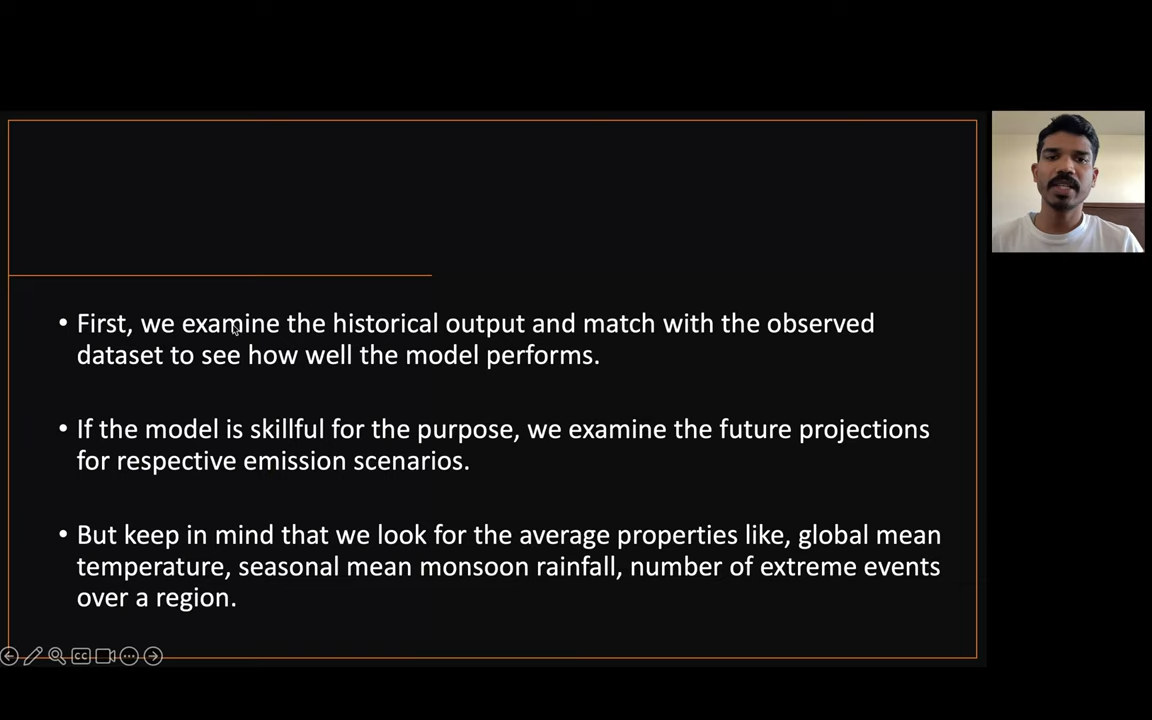 • First, we examine the historical output and match with the observed
dataset to see how well the model performs.
• If the model is skillful for the purpose, we examine the future projections
for respective emission scenarios.
• But keep in mind that we look for the average properties like, global mean
temperature, seasonal mean monsoon rainfall, number of extreme events
over a region.
CC